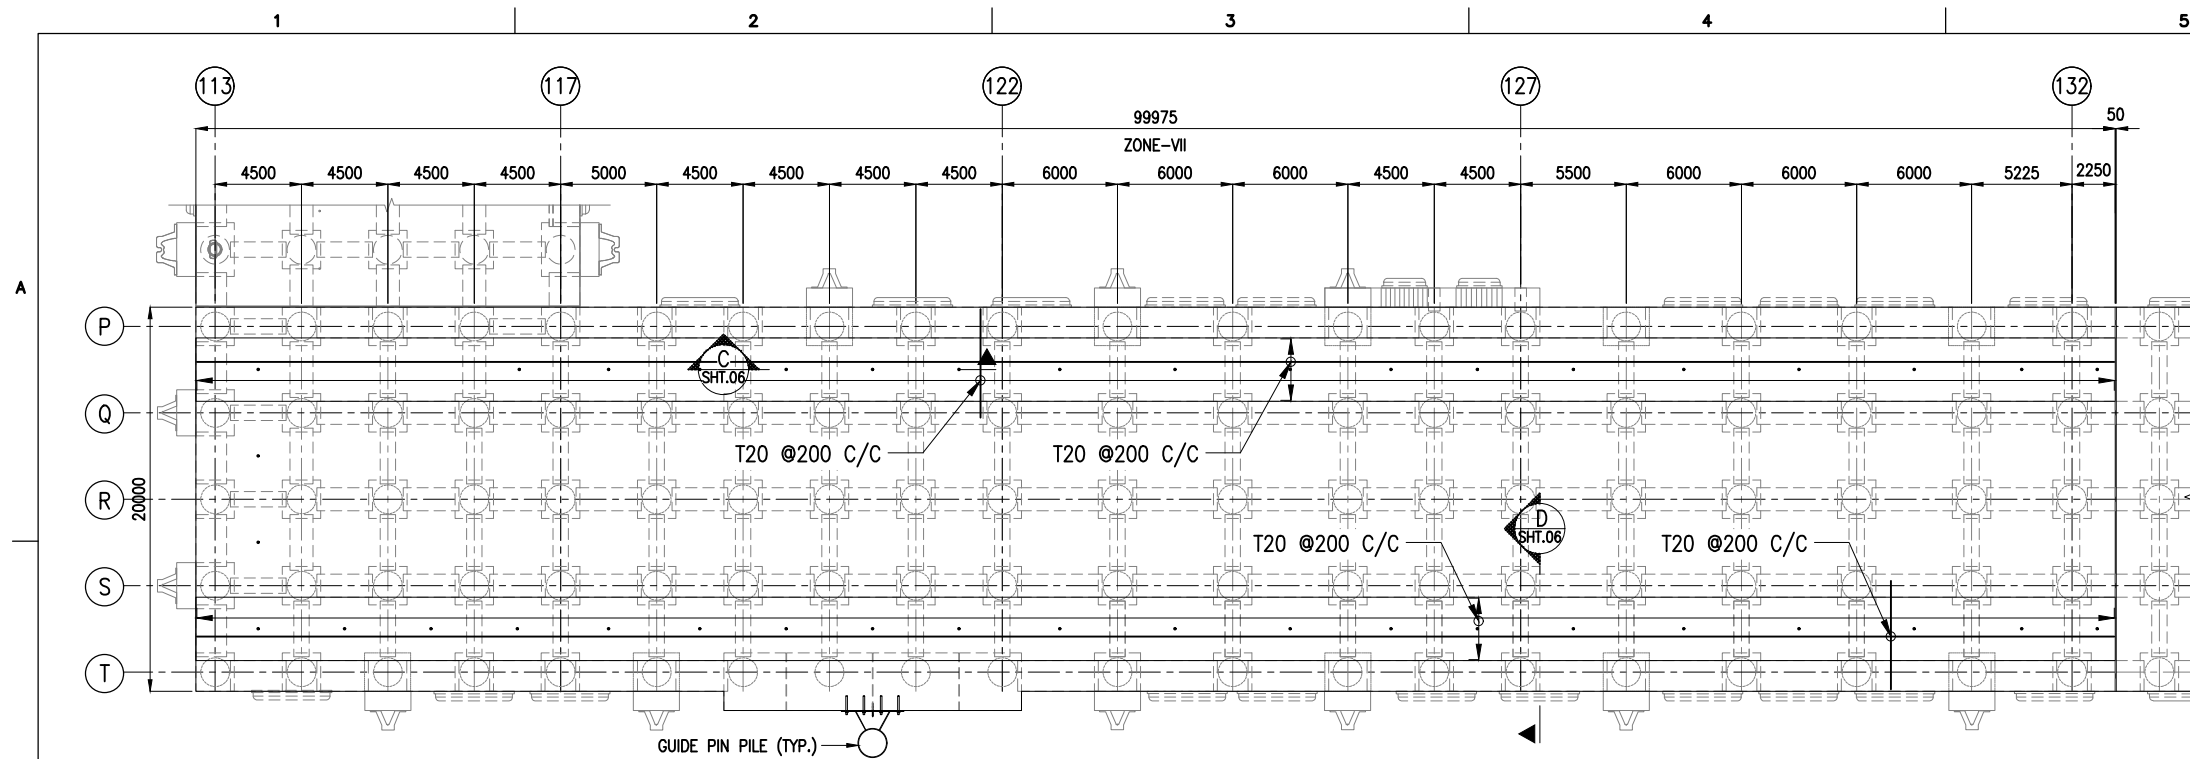 1 2 3 4 5
113 117 122 127 132
99975 50
ZONE-VII
4500 4500 4500 4500 5000 4500 4500 4500 4500 6000 6000 6000 4500 4500 5500 6000 6000 6000 5225 2250
A
P
C
SHT.06
Q
T20 @200 C/C T20 @200 C/C
R
20000
D
SHT.06
T20 @200 C/C T20 @200 C/C
S
T
GUIDE PIN PILE (TYP.)